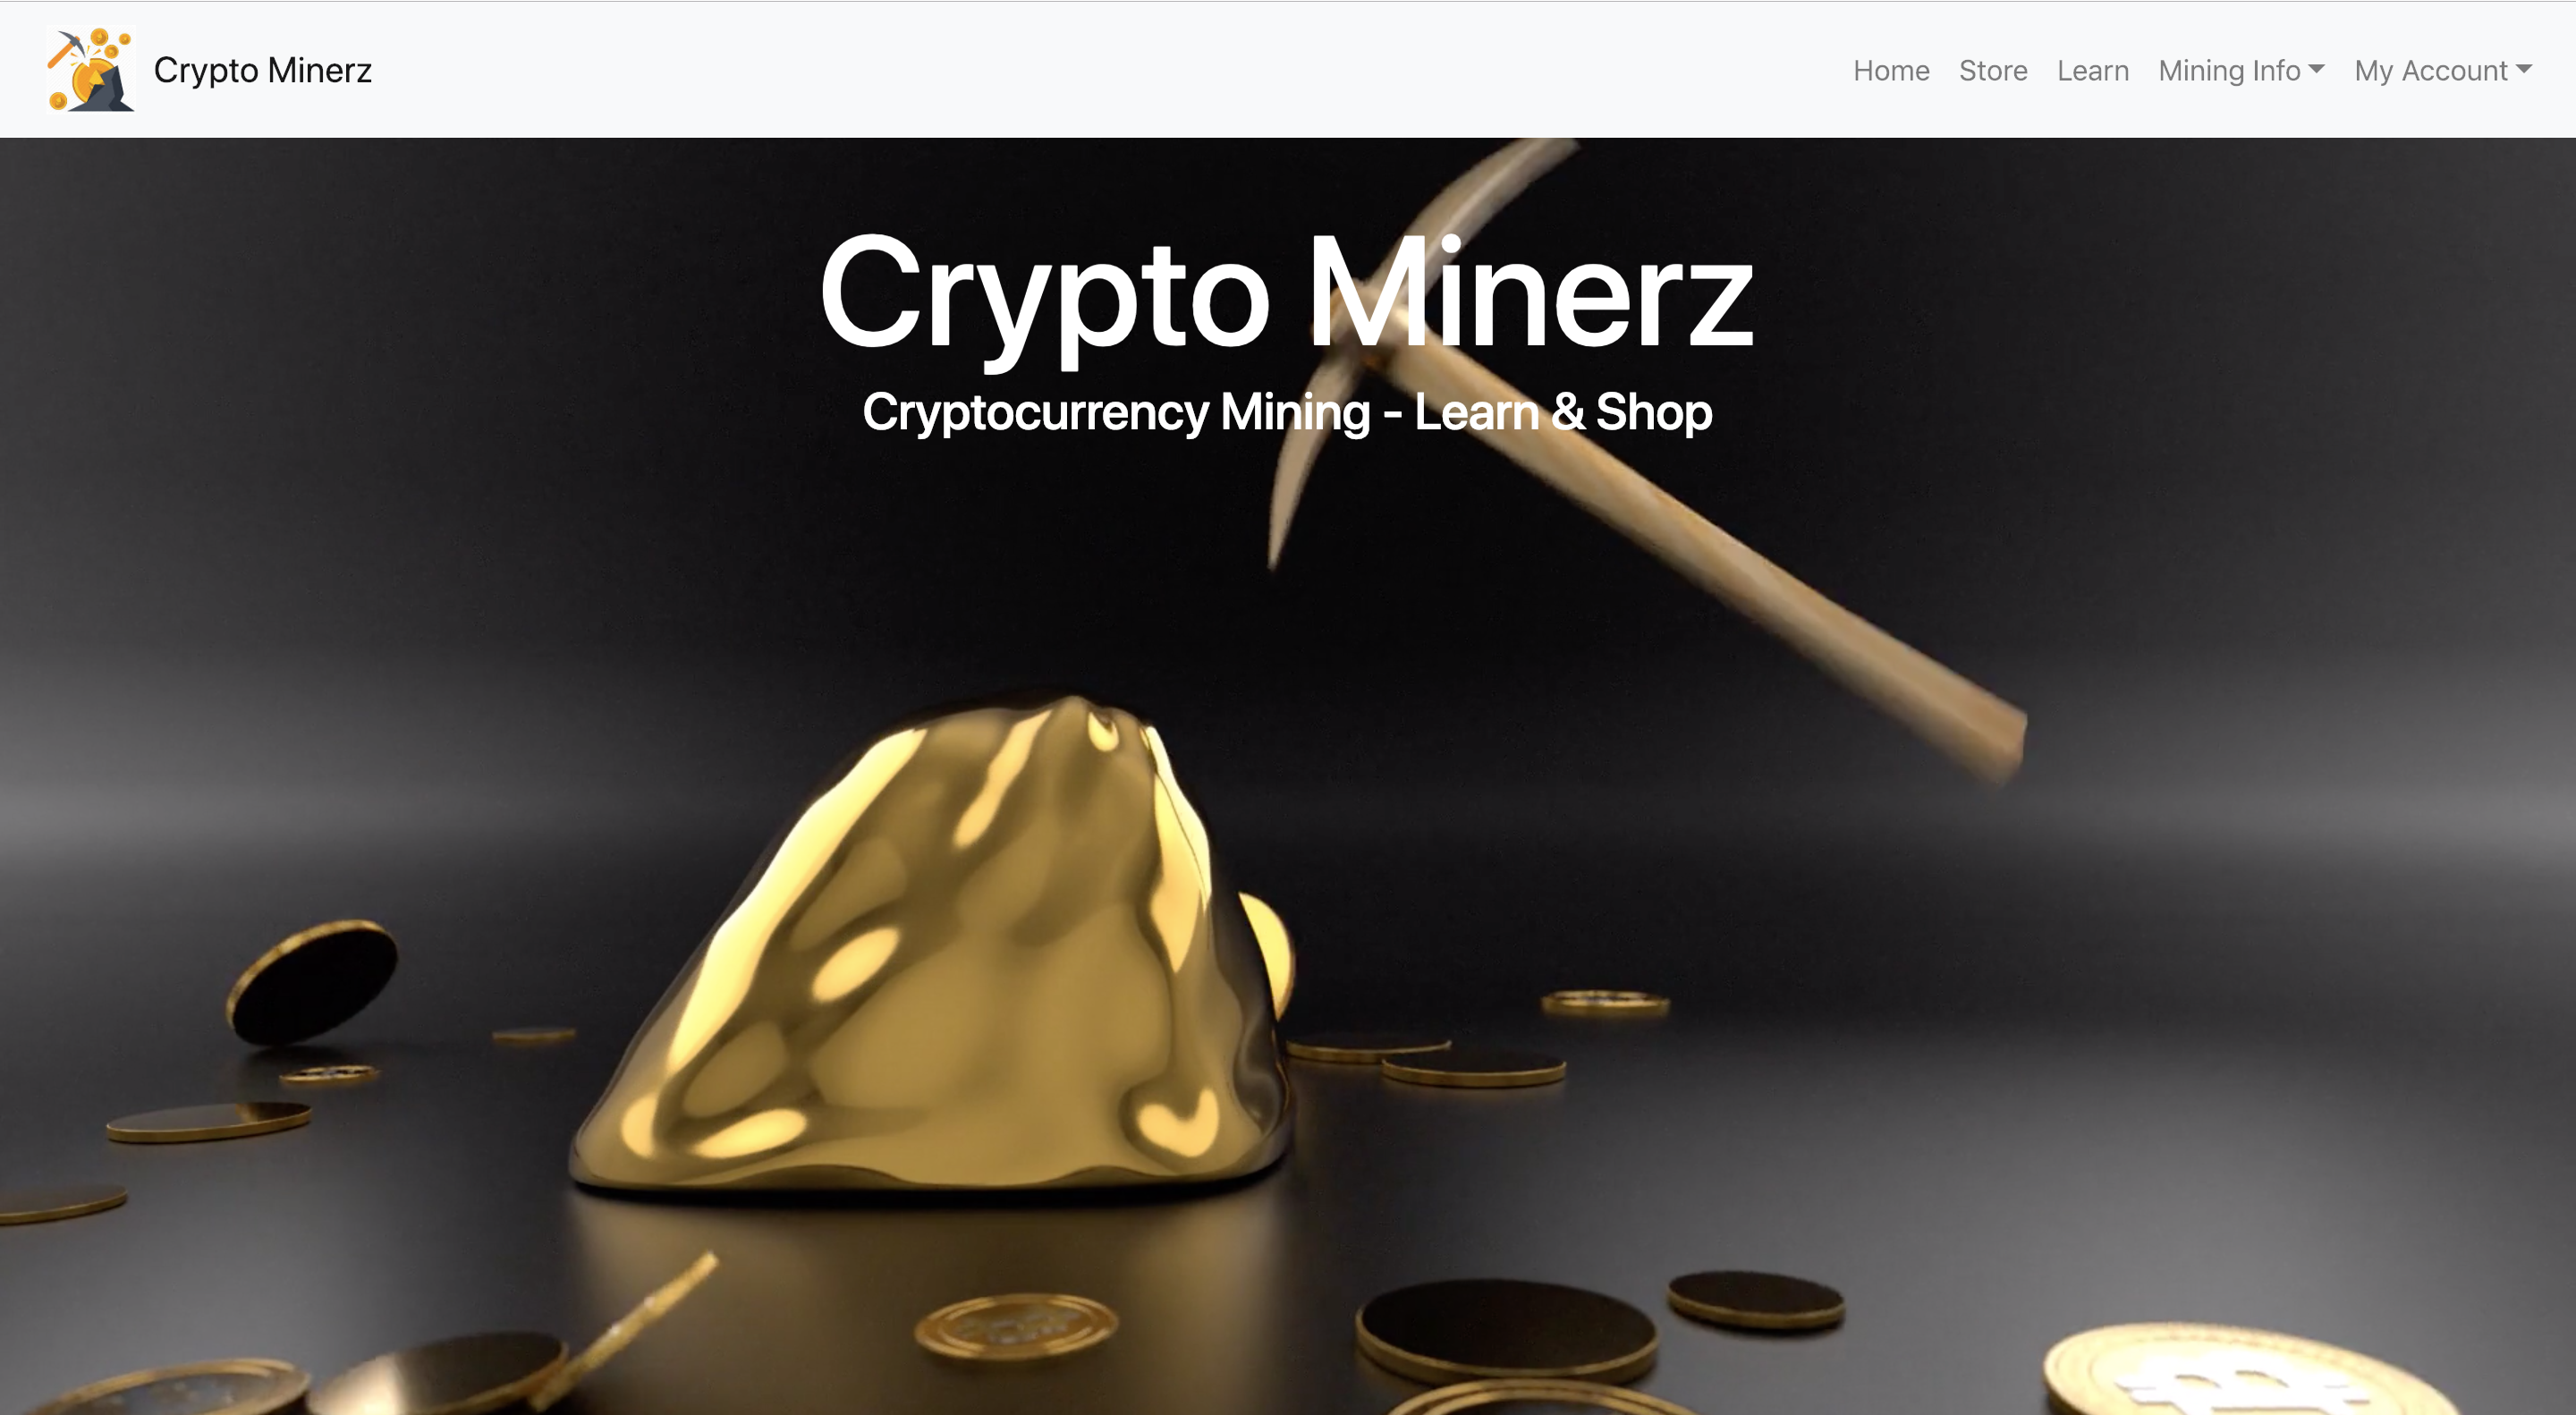 Crypto Minerz
Home Store Learn Mining Info My Account
Crypto Minerz
Cryptocurrency Mining - Learn & Shop